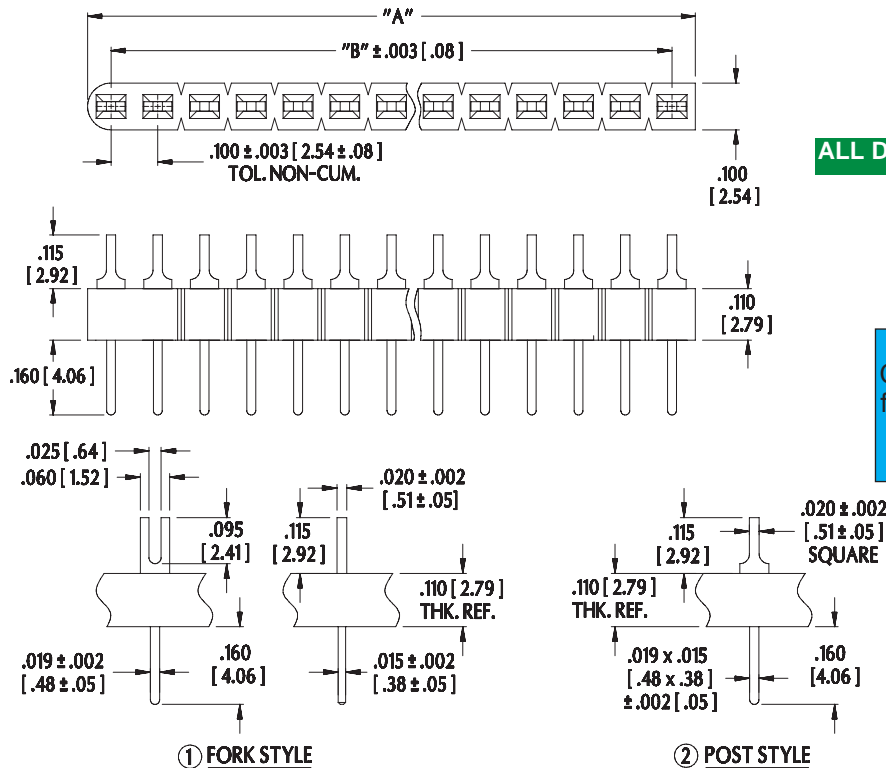 "A"
"B" ± .003 [ .08 ]
.100 ± .003 [ 2.54 ± .08 ]
TOL. NON-CUM.
.100
[ 2.54 ]
ALL D
.115
[ 2.92 ]
.110
[ 2.79 ]
.160 [ 4.06 ]
.025 [ .64 ]
.060 [ 1.52 ]
.095
[ 2.41 ]
.020 ± .002
[ .51 ± .05]
.115
[ 2.92 ]
.110 [ 2.79 ]
THK. REF.
.019 ± .002
[ .48 ± .05 ]
.160
[ 4.06 ]
.015 ± .002
[ .38 ± .05 ]
1 FORK STYLE
.115
[ 2.92 ]
.020 ± .002
[ .51 ± .05 ]
SQUARE
.110 [ 2.79 ]
THK. REF.
.019 x .015
[ .48 x .38 ]
± .002 [ .05 ]
.160
[4.06 ]
2 POST STYLE